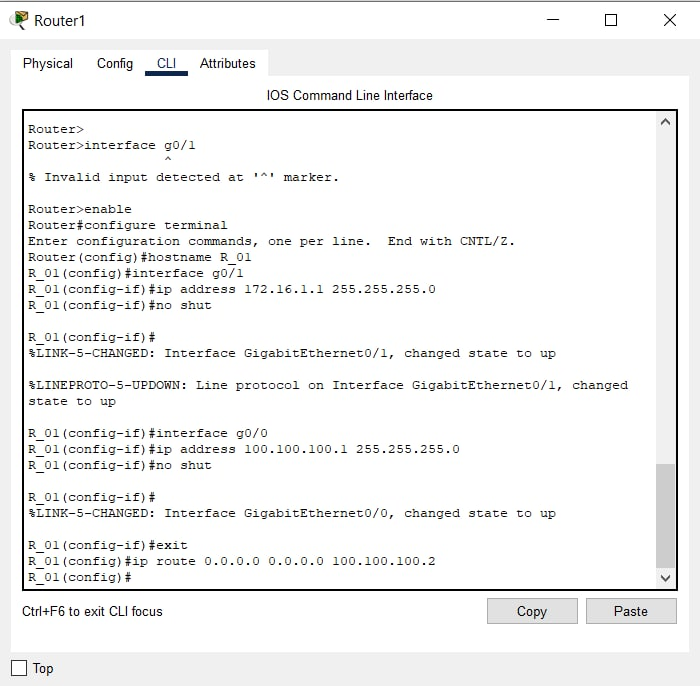 Router1
Physical Config CLI Attributes
IOS Command Line Interface
Router>
Router>interface g0/1
^
% Invalid input detected at '^' marker.
Router>enable
Router#configure terminal
Enter configuration commands, one per line.  End with CNTL/Z.
Router(config)#hostname R_01
R_01(config)#interface g0/1
R_01(config-if)#ip address 172.16.1.1 255.255.255.0
R_01(config-if)#no shut
R_01(config-if)#
%LINK-5-CHANGED: Interface GigabitEthernet0/1, changed state to up
%LINEPROTO-5-UPDOWN: Line protocol on Interface GigabitEthernet0/1, changed
state to up
R_01(config-if)#interface g0/0
R_01(config-if)#ip address 100.100.100.1 255.255.255.0
R_01(config-if)#no shut
R_01(config-if)#
%LINK-5-CHANGED: Interface GigabitEthernet0/0, changed state to up
R_01(config-if)#exit
R_01(config)#ip route 0.0.0.0 0.0.0.0 100.100.100.2
R_01(config)#
Ctrl+F6 to exit CLI focus
Copy Paste
Top